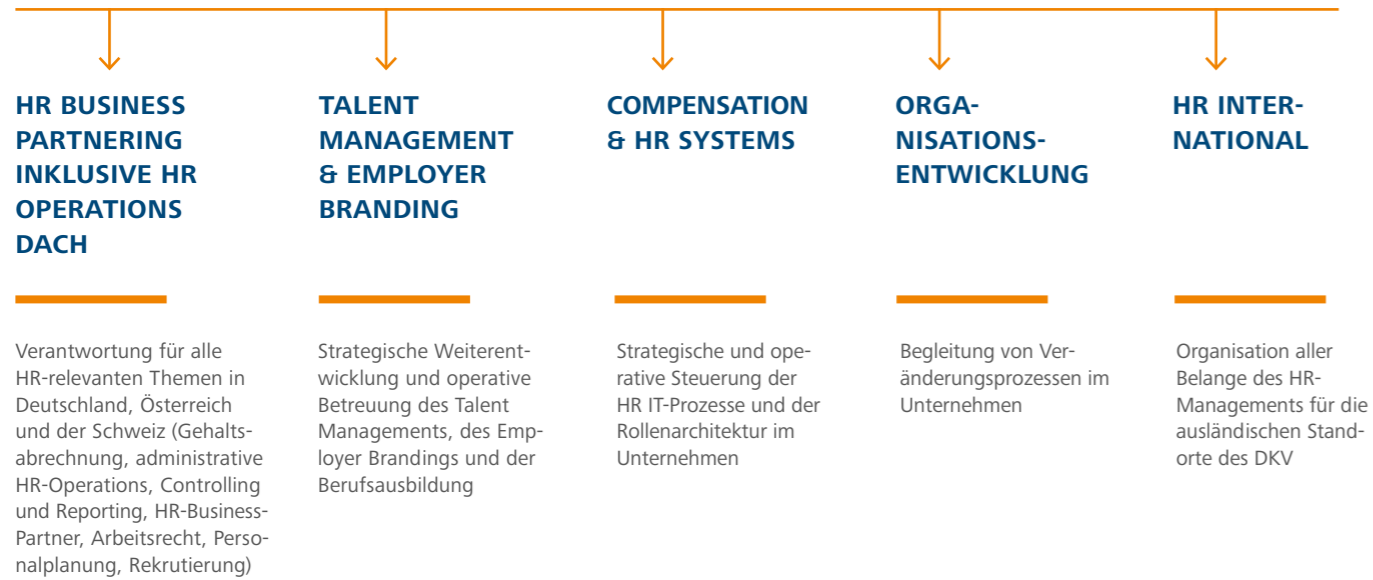 HR BUSINESS
PARTNERING
INKLUSIVE HR
OPERATIONS
DACH
Verantwortung für alle
HR-relevanten Themen in
Deutschland, Österreich
und der Schweiz (Gehalts-
abrechnung, administrative
HR-Operations, Controlling
und Reporting, HR-Business-
Partner, Arbeitsrecht, Perso-
nalplanung, Rekrutierung)
TALENT
MANAGEMENT
& EMPLOYER
BRANDING
Strategische Weiterent-
wicklung und operative
Betreuung des Talent
Managements, des Emp-
loyer Brandings und der
Berufsausbildung
COMPENSATION
& HR SYSTEMS
Strategische und ope-
rative Steuerung der
HR IT-Prozesse und der
Rollenarchitektur im
Unternehmen
ORGA-
NISATIONS-
ENTWICKLUNG
Begleitung von Ver-
änderungsprozessen im
Unternehmen
HR INTER-
NATIONAL
Organisation aller
Belange des HR-
Managements für die
ausländischen Stand-
orte des DKV